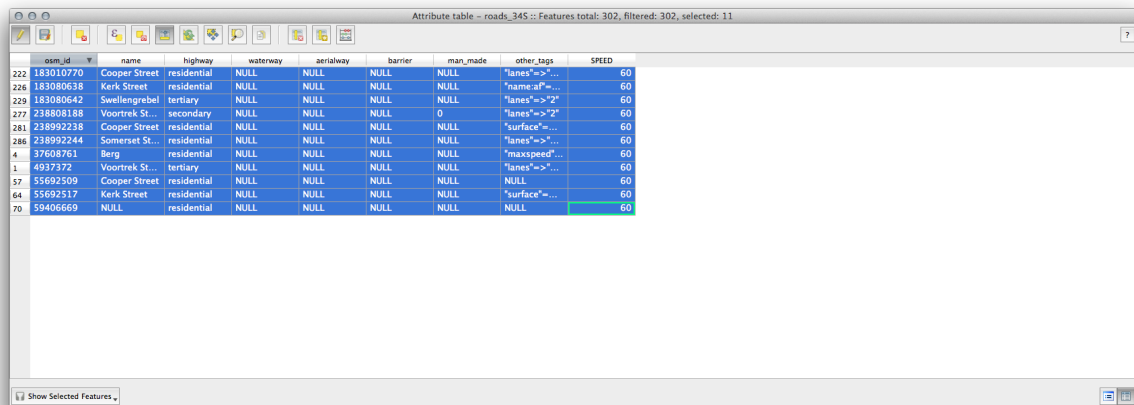 Attribute table - roads_34S :: Features total: 302, filtered: 302, selected: 11
?
osm_id name highway waterway aerialway barrier man_made other_tags SPEED
222 183010770 Cooper Street residential NULL NULL NULL NULL "lanes"=>"... 60
226 183080638 Kerk Street residential NULL NULL NULL NULL "name:af"=... 60
229 183080642 Swellengrebel tertiary NULL NULL NULL NULL "lanes"=>"2" 60
277 238808188 Voortrek St... secondary NULL NULL NULL 0 "lanes"=>"2" 60
281 238992238 Cooper Street residential NULL NULL NULL NULL "surface"=... 60
286 238992244 Somerset St... residential NULL NULL NULL NULL "lanes"=>"... 60
4 37608761 Berg residential NULL NULL NULL NULL "maxspeed"... 60
1 4937372 Voortrek St... tertiary NULL NULL NULL NULL "lanes"=>"... 60
57 55692509 Cooper Street residential NULL NULL NULL NULL NULL 60
64 55692517 Kerk Street residential NULL NULL NULL NULL "surface"=... 60
70 59406669 NULL residential NULL NULL NULL NULL NULL 60
Show Selected Features